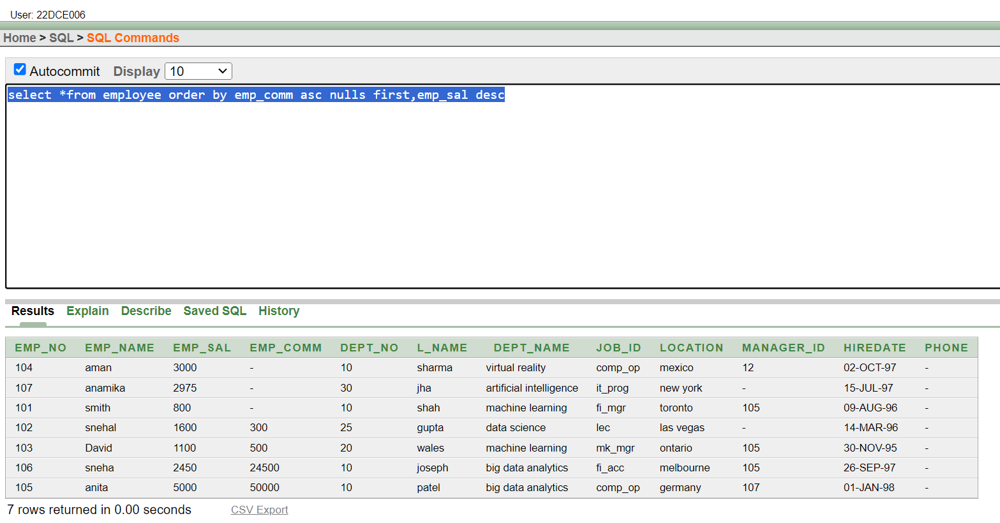 User: 22DCE006
Home > SQL > SQL Commands
Autocommit Display 10
select *from employee order by emp_comm asc nulls first,emp_sal desc
Results Explain Describe Saved SQL History
EMP_NO EMP_NAME EMP_SAL EMP_COMM DEPT_NO L_NAME DEPT_NAME JOB_ID LOCATION MANAGER_ID HIREDATE PHONE
104 aman 3000 - 10 sharma virtual reality comp_op mexico 12 02-OCT-97 -
107 anamika 2975 - 30 jha artificial intelligence it_prog new york - 15-JUL-97 -
101 smith 800 - 10 shah machine learning fi_mgr toronto 105 09-AUG-96 -
102 snehal 1600 300 25 gupta data science lec las vegas - 14-MAR-96 -
103 David 1100 500 20 wales machine learning mk_mgr ontario 105 30-NOV-95 -
106 sneha 2450 24500 10 joseph big data analytics fi_acc melbourne 105 26-SEP-97 -
105 anita 5000 50000 10 patel big data analytics comp_op germany 107 01-JAN-98 -
7 rows returned in 0.00 seconds CSV Export